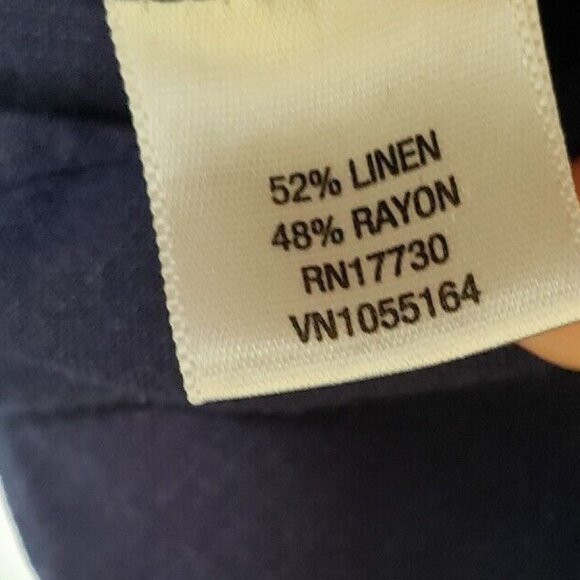 52% LINEN
48% RAYON
RN17730
VN1055164